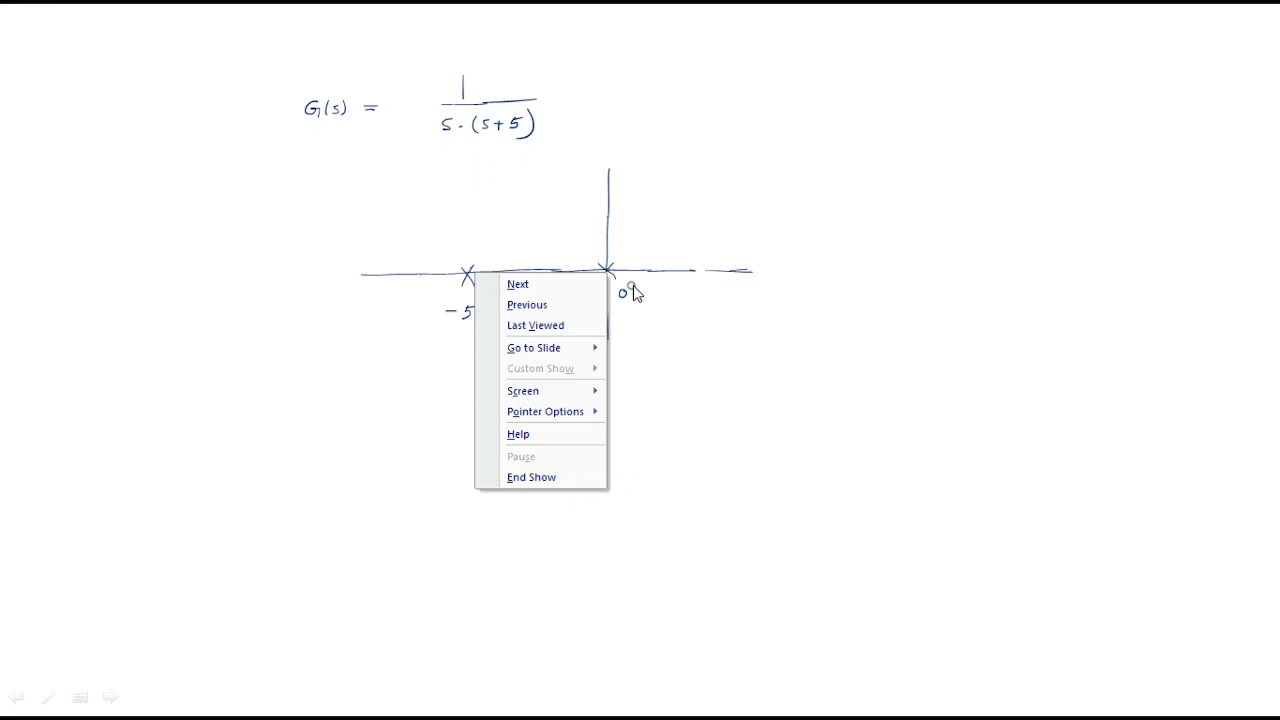 G(s) = 1
s · (s+5)
-5
0
Next
Previous
Last Viewed
Go to Slide
Custom Show
Screen
Pointer Options
Help
Pause
End Show